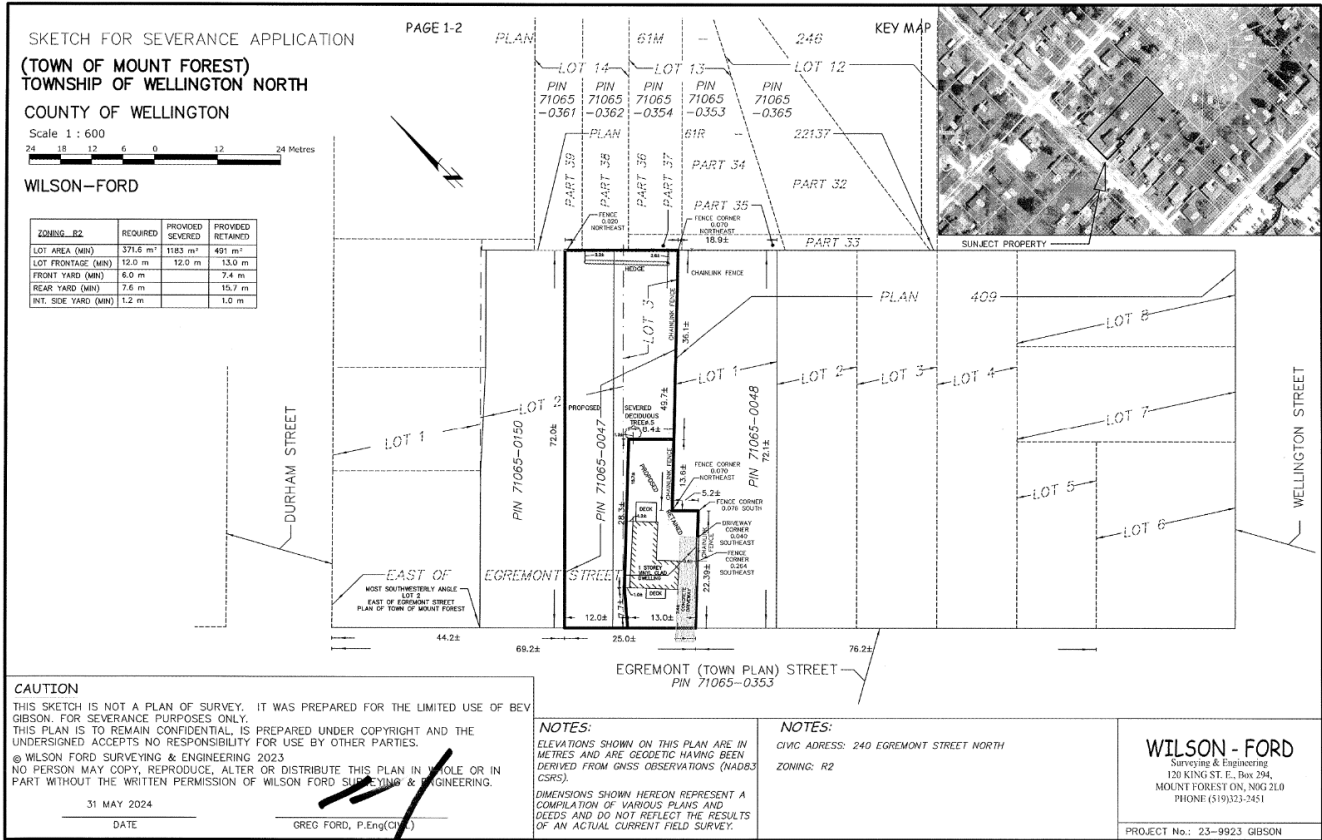 PAGE 1-2
KEY MAP
SKETCH FOR SEVERANCE APPLICATION
(TOWN OF MOUNT FOREST)
TOWNSHIP OF WELLINGTON NORTH
COUNTY OF WELLINGTON
Scale 1 : 600
24 18 12 6 0 12 24 Metres
WILSON-FORD
ZONING R2 REQUIRED PROVIDED SEVERED PROVIDED RETAINED
LOT AREA (MIN) 371.6 m² 1183 m² 491 m²
LOT FRONTAGE (MIN) 12.0 m 12.0 m 13.0 m
FRONT YARD (MIN) 6.0 m 7.4 m
REAR YARD (MIN) 7.6 m 15.7 m
INT. SIDE YARD (MIN) 1.2 m 1.0 m
N
PLAN 61M - 246
LOT 14 LOT 13 LOT 12
PIN 71065 -0361
PIN 71065 -0362
PIN 71065 -0354
PIN 71065 -0353
PIN 71065 -0365
PLAN 61R - 22137
PART 39
PART 38
PART 36
PART 37
PART 34
PART 32
PART 35
PART 33
SUNJECT PROPERTY
FENCE
0.020
NORTHEAST
FENCE CORNER
0.070
NORTHEAST
18.9±
HEDGE
CHAINLINK FENCE
CHAINLINK FENCE
36.1±
LOT 3
PLAN 409
LOT 8
LOT 1
LOT 2
LOT 3
LOT 4
LOT 7
LOT 5
LOT 6
LOT 1
LOT 2
PROPOSED SEVERED
DECIDUOUS
8.4±
49.7±
72.0±
PIN 71065-0150
PIN 71065-0047
PIN 71065-0048
72.1±
CHAINLINK FENCE
13.6±
FENCE CORNER
0.070
NORTHEAST
5.2±
FENCE CORNER
0.078 SOUTH
PROPOSED
RETAINED
DECK
28.3±
DRIVEWAY
CORNER
0.040
SOUTHEAST
FENCE
CORNER
0.264
SOUTHEAST
CHAINLINK
FENCE
22.39±
1 STOREY
VINYL CLAD
DWELLING
DECK
CONCRETE
DRIVEWAY
DURHAM STREET
WELLINGTON STREET
EAST OF EGREMONT STREET
MOST SOUTHWESTERLY ANGLE
LOT 2
EAST OF EGREMONT STREET
PLAN OF TOWN OF MOUNT FOREST
12.0± 13.0±
44.2± 25.0±
69.2± 76.2±
EGREMONT (TOWN PLAN) STREET
PIN 71065-0353
CAUTION
THIS SKETCH IS NOT A PLAN OF SURVEY. IT WAS PREPARED FOR THE LIMITED USE OF BEV
GIBSON. FOR SEVERANCE PURPOSES ONLY.
THIS PLAN IS TO REMAIN CONFIDENTIAL, IS PREPARED UNDER COPYRIGHT AND THE
UNDERSIGNED ACCEPTS NO RESPONSIBILITY FOR USE BY OTHER PARTIES.
© WILSON FORD SURVEYING & ENGINEERING 2023
NO PERSON MAY COPY, REPRODUCE, ALTER OR DISTRIBUTE THIS PLAN IN WHOLE OR IN
PART WITHOUT THE WRITTEN PERMISSION OF WILSON FORD SURVEYING & ENGINEERING.
31 MAY 2024
DATE
GREG FORD, P.Eng(CIVIL)
NOTES:
ELEVATIONS SHOWN ON THIS PLAN ARE IN
METRES AND ARE GEODETIC HAVING BEEN
DERIVED FROM GNSS OBSERVATIONS (NAD83
CSRS).
DIMENSIONS SHOWN HEREON REPRESENT A
COMPILATION OF VARIOUS PLANS AND
DEEDS AND DO NOT REFLECT THE RESULTS
OF AN ACTUAL CURRENT FIELD SURVEY.
NOTES:
CIVIC ADRESS: 240 EGREMONT STREET NORTH
ZONING: R2
WILSON - FORD
Surveying & Engineering
120 KING ST. E., Box 294,
MOUNT FOREST ON, N0G 2L0
PHONE (519)323-2451
PROJECT No.: 23-9923 GIBSON